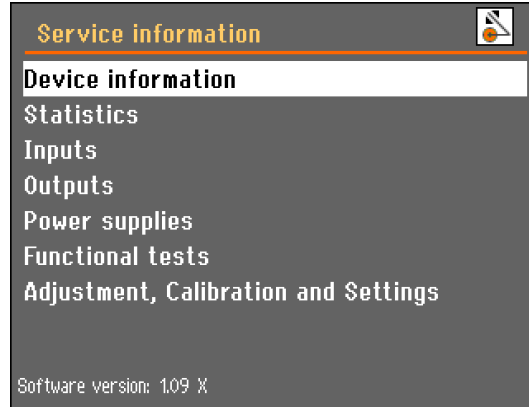 Service information
Device information
Statistics
Inputs
Outputs
Power supplies
Functional tests
Adjustment, Calibration and Settings
Software version: 1.09 X